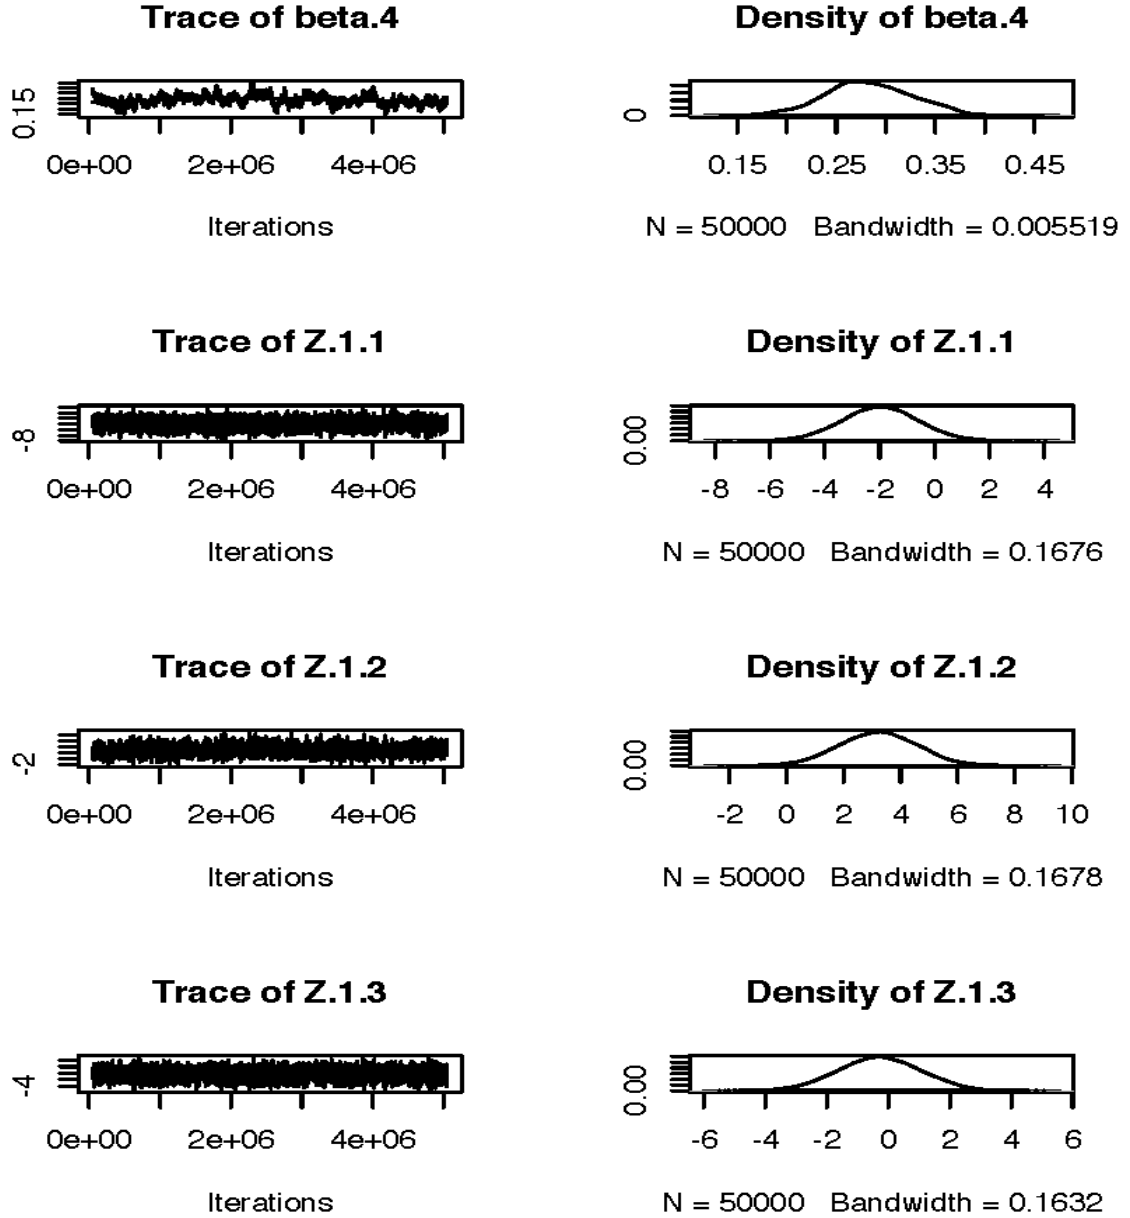 Trace of beta.4
Density of beta.4
0.15
0
0e+00 2e+06 4e+06
0.15 0.25 0.35 0.45
Iterations
N = 50000 Bandwidth = 0.005519
Trace of Z.1.1
Density of Z.1.1
-8
0.00
0e+00 2e+06 4e+06
-8 -6 -4 -2 0 2 4
Iterations
N = 50000 Bandwidth = 0.1676
Trace of Z.1.2
Density of Z.1.2
-2
0.00
0e+00 2e+06 4e+06
-2 0 2 4 6 8 10
Iterations
N = 50000 Bandwidth = 0.1678
Trace of Z.1.3
Density of Z.1.3
-4
0.00
0e+00 2e+06 4e+06
-6 -4 -2 0 2 4 6
Iterations
N = 50000 Bandwidth = 0.1632